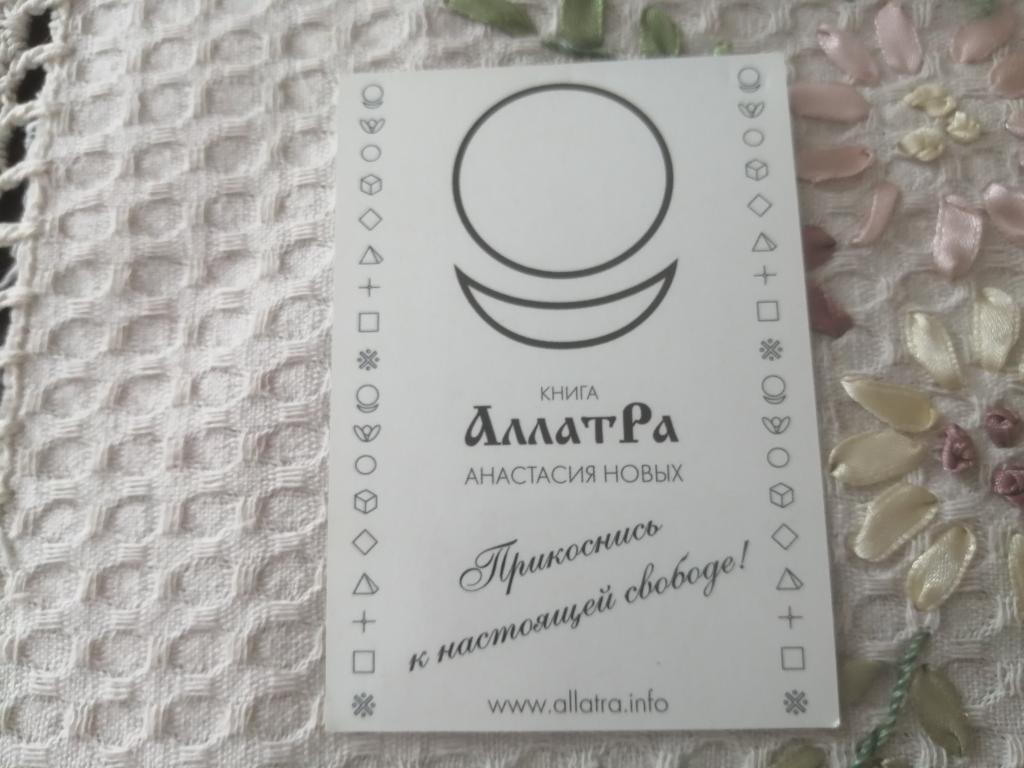 КНИГА
АллатРа
АНАСТАСИЯ НОВЫХ
Прикоснись
к настоящей свободе!
www.allatra.info